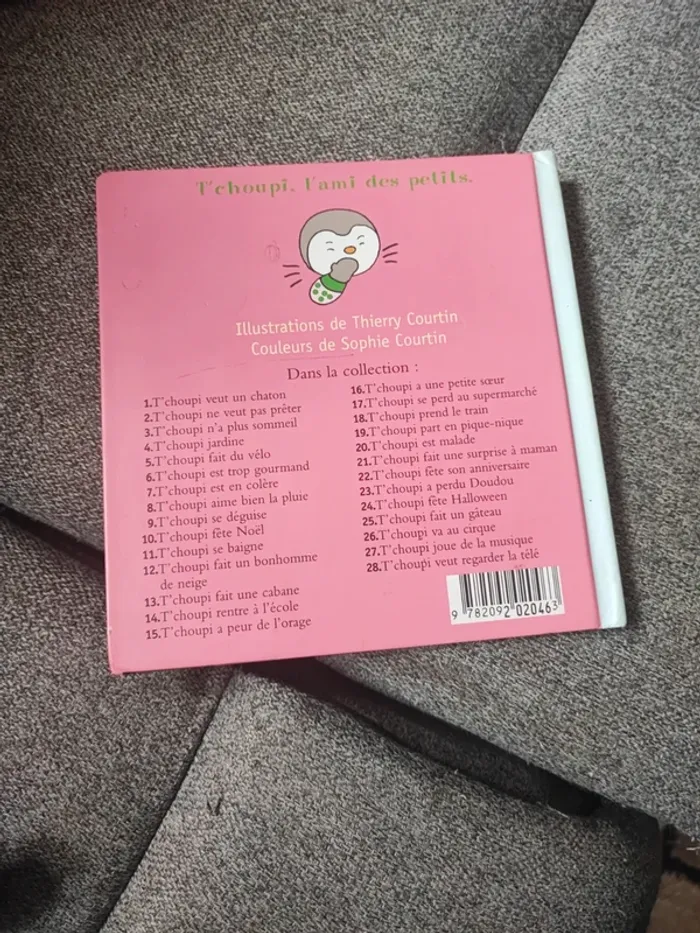 T'choupi, l'ami des petits.
Illustrations de Thierry Courtin
Couleurs de Sophie Courtin
Dans la collection :
1.T'choupi veut un chaton
2.T'choupi ne veut pas prêter
3.T'choupi n'a plus sommeil
4.T'choupi jardine
5.T'choupi fait du vélo
6.T'choupi est trop gourmand
7.T'choupi est en colère
8.T'choupi aime bien la pluie
9.T'choupi se déguise
10.T'choupi fête Noël
11.T'choupi se baigne
12.T'choupi fait un bonhomme
de neige
13.T'choupi fait une cabane
14.T'choupi rentre à l'école
15.T'choupi a peur de l'orage
16.T'choupi a une petite sœur
17.T'choupi se perd au supermarché
18.T'choupi prend le train
19.T'choupi part en pique-nique
20.T'choupi est malade
21.T'choupi fait une surprise à maman
22.T'choupi fête son anniversaire
23.T'choupi a perdu Doudou
24.T'choupi fête Halloween
25.T'choupi fait un gâteau
26.T'choupi va au cirque
27.T'choupi joue de la musique
28.T'choupi veut regarder la télé
9 782092 020463